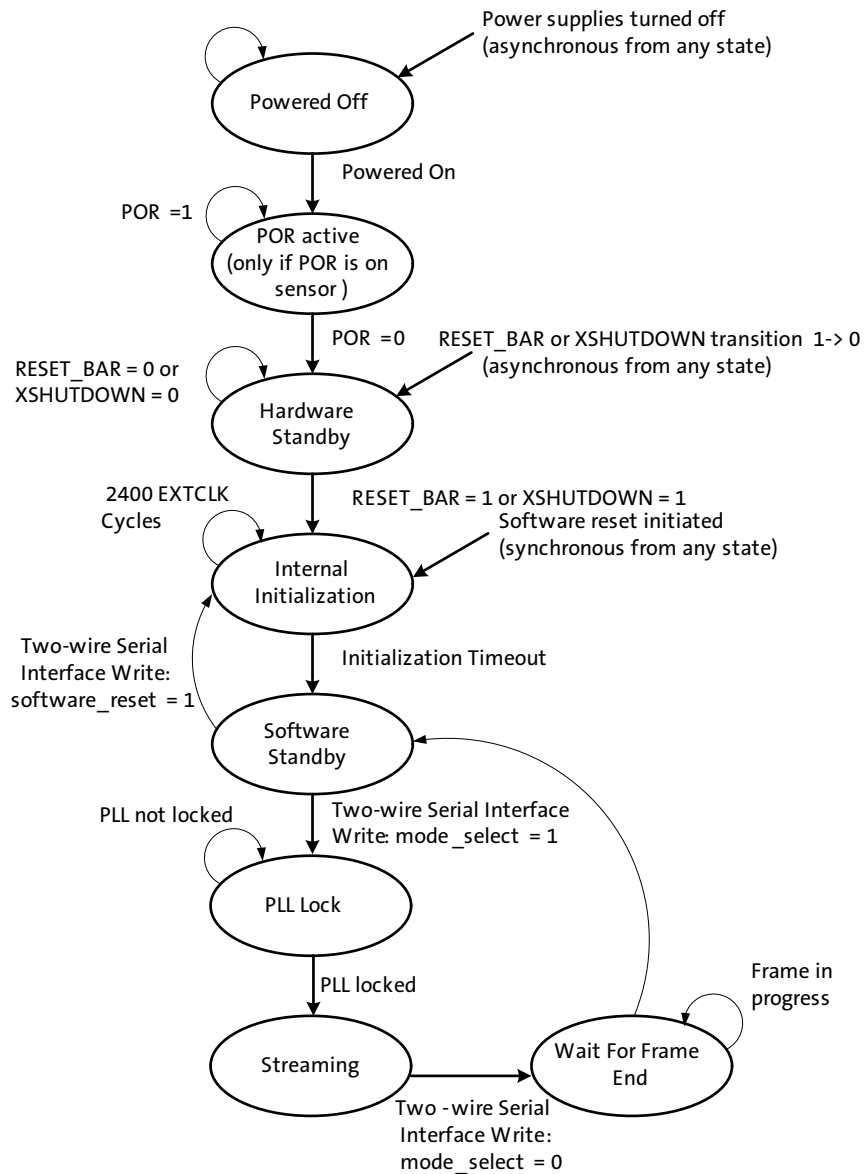 Power supplies turned off
(asynchronous from any state)
Powered Off
Powered On
POR =1
POR active
(only if POR is on
sensor )
POR =0
RESET_BAR or XSHUTDOWN transition 1-> 0
(asynchronous from any state)
RESET_BAR = 0 or
XSHUTDOWN = 0
Hardware
Standby
2400 EXTCLK
Cycles
RESET_BAR = 1 or XSHUTDOWN = 1
Software reset initiated
(synchronous from any state)
Internal
Initialization
Two-wire Serial
Interface Write:
software_reset = 1
Initialization Timeout
Software
Standby
PLL not locked
Two-wire Serial Interface
Write: mode_select = 1
PLL Lock
PLL locked
Frame in
progress
Streaming
Wait For Frame
End
Two -wire Serial
Interface Write:
mode_select = 0